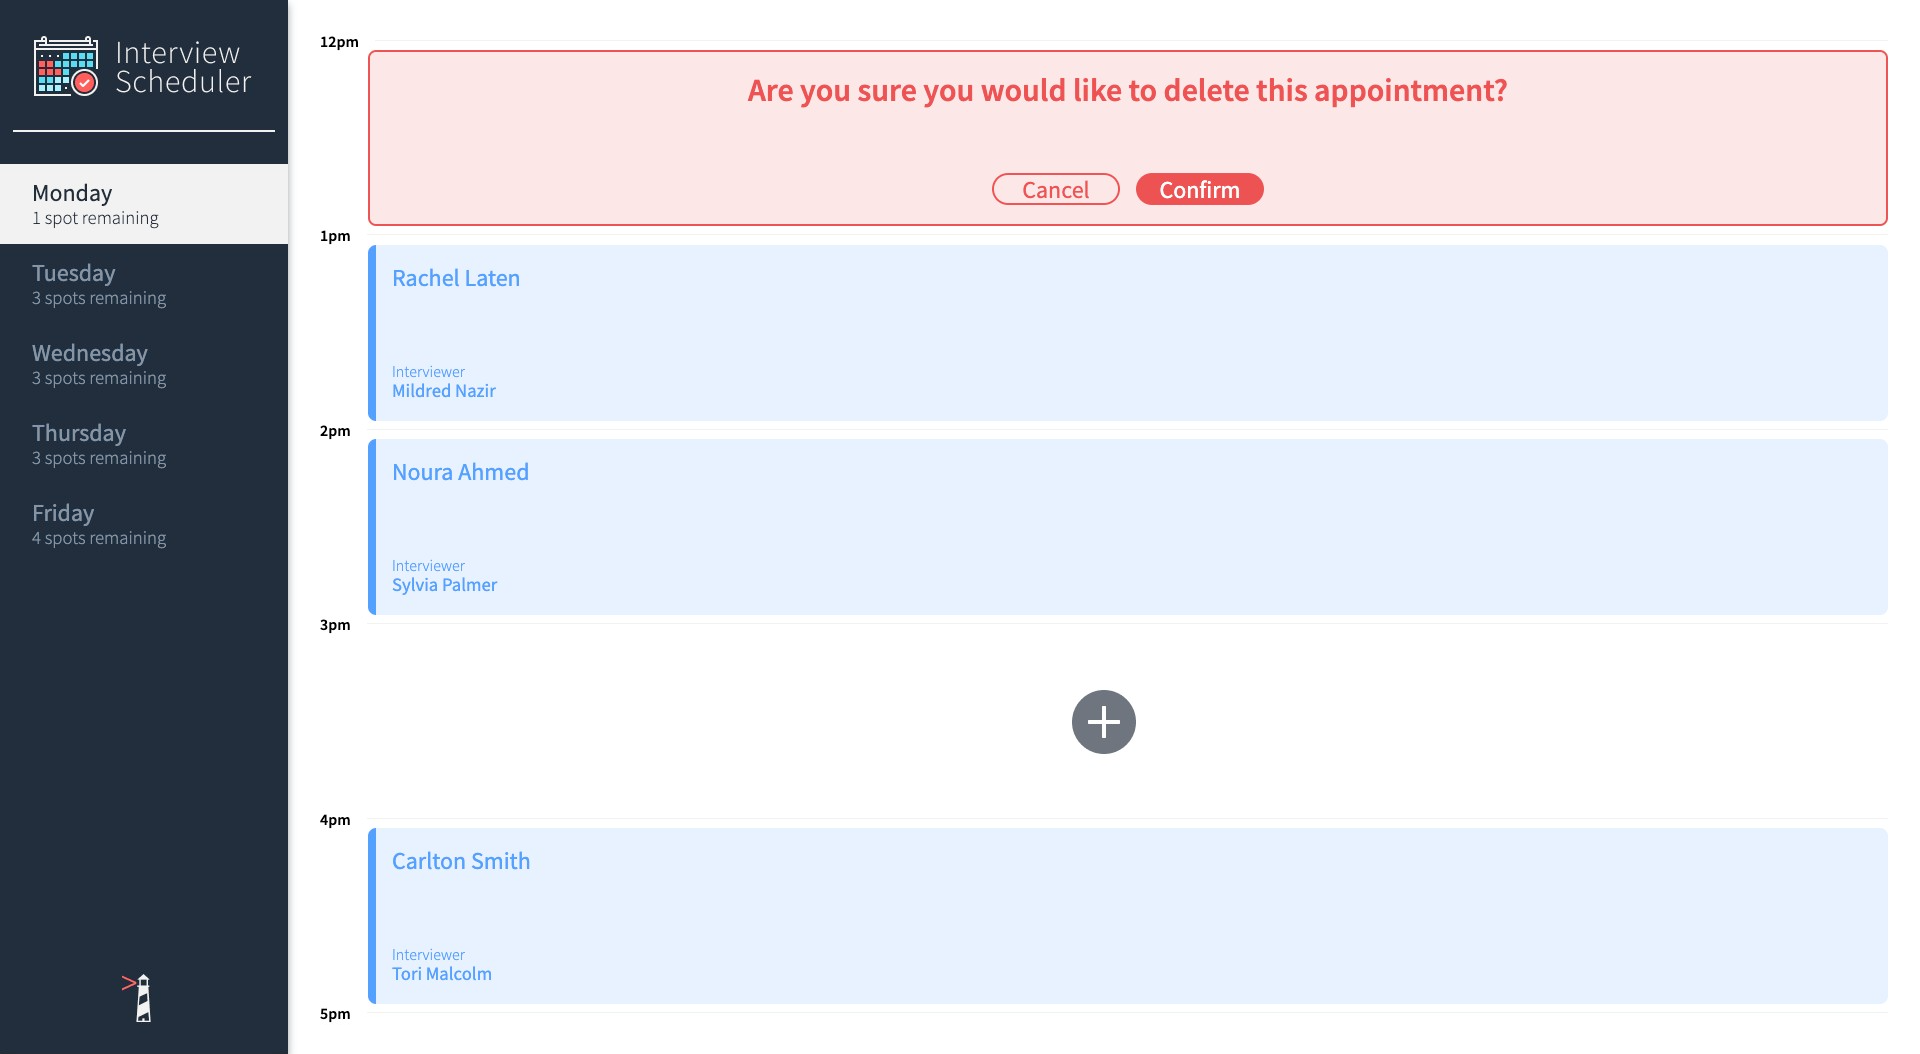 Interview
Scheduler
Monday
1 spot remaining
Tuesday
3 spots remaining
Wednesday
3 spots remaining
Thursday
3 spots remaining
Friday
4 spots remaining
12pm
Are you sure you would like to delete this appointment?
Cancel Confirm
1pm
Rachel Laten
Interviewer
Mildred Nazir
2pm
Noura Ahmed
Interviewer
Sylvia Palmer
3pm
4pm
Carlton Smith
Interviewer
Tori Malcolm
5pm